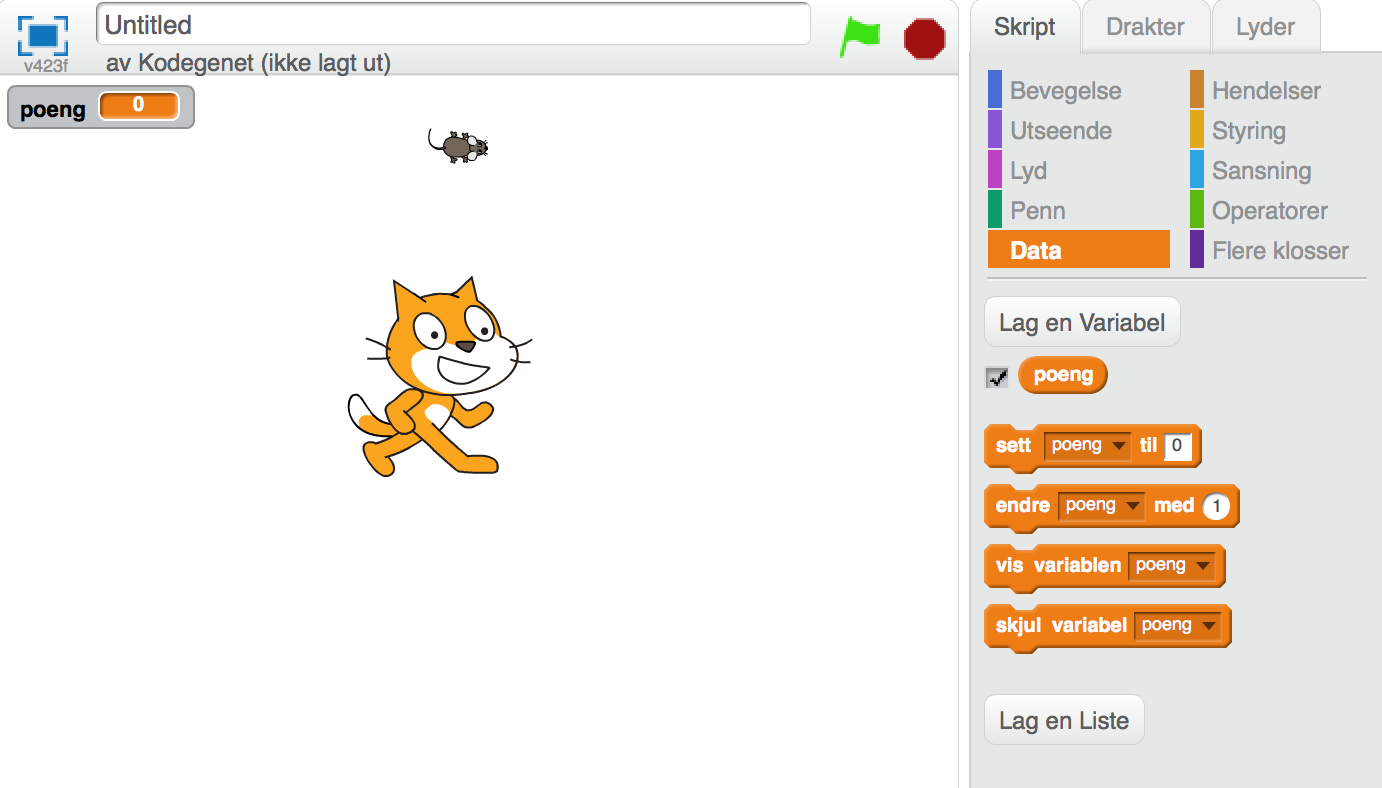 Untitled
v423f
av Kodegenet (ikke lagt ut)
poeng 0
Skript Drakter Lyder
Bevegelse Hendelser
Utseende Styring
Lyd Sansning
Penn Operatorer
Data Flere klosser
Lag en Variabel
poeng
sett poeng til 0
endre poeng med 1
vis variablen poeng
skjul variabel poeng
Lag en Liste